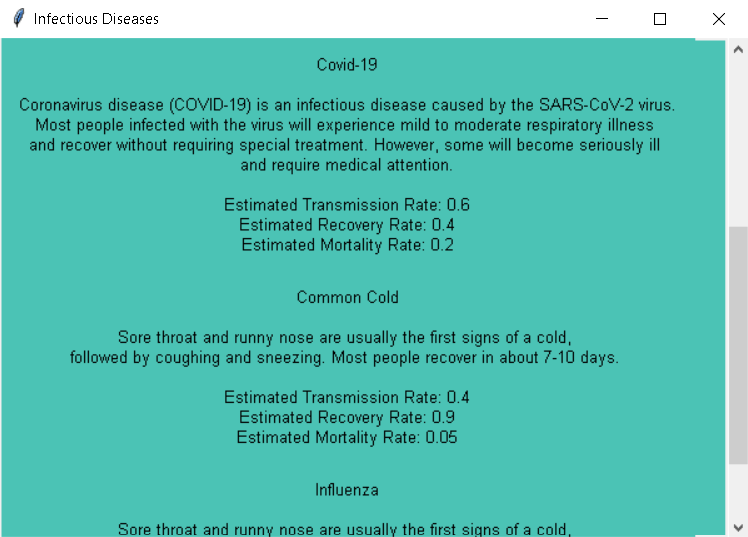 Infectious Diseases
Covid-19
Coronavirus disease (COVID-19) is an infectious disease caused by the SARS-CoV-2 virus.
Most people infected with the virus will experience mild to moderate respiratory illness
and recover without requiring special treatment. However, some will become seriously ill
and require medical attention.
Estimated Transmission Rate: 0.6
Estimated Recovery Rate: 0.4
Estimated Mortality Rate: 0.2
Common Cold
Sore throat and runny nose are usually the first signs of a cold,
followed by coughing and sneezing. Most people recover in about 7-10 days.
Estimated Transmission Rate: 0.4
Estimated Recovery Rate: 0.9
Estimated Mortality Rate: 0.05
Influenza
Sore throat and runny nose are usually the first signs of a cold,